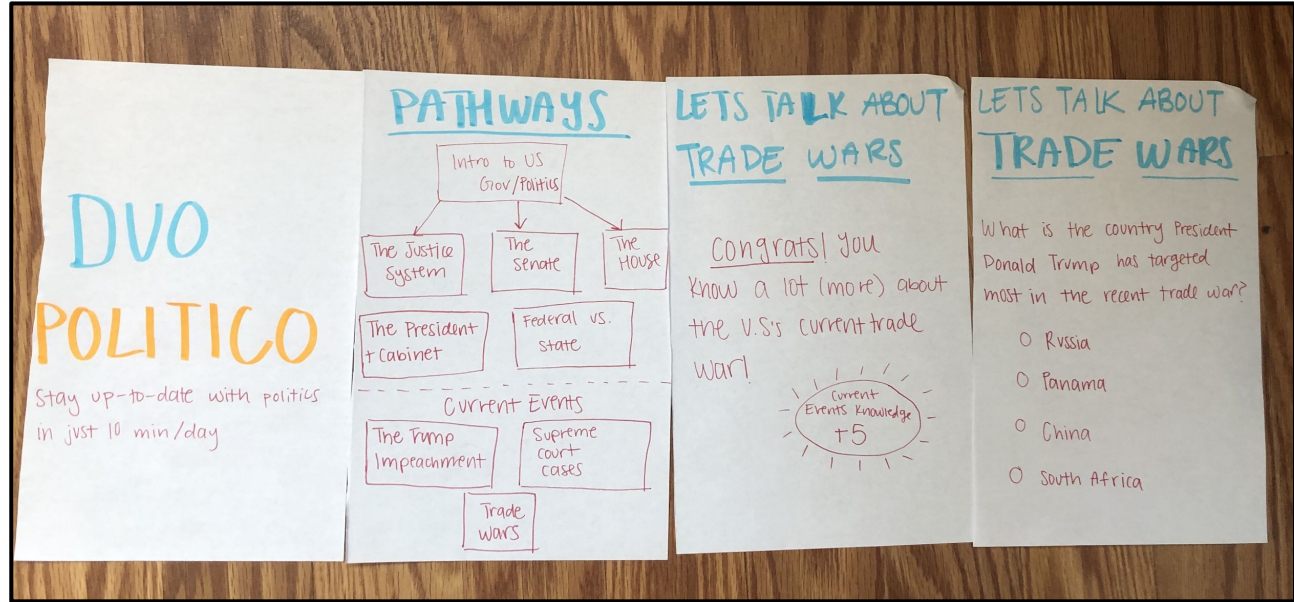 DUO
POLITICO
Stay up-to-date with politics
in just 10 min/day
PATHWAYS
Intro to US
Gov/Politics
The Justice
System
The
Senate
The
HOUSE
The President
+ Cabinet
Federal vs.
State
Current Events
The Trump
Impeachment
Supreme
court
cases
Trade
wars
LETS TALK ABOUT
TRADE WARS
Congrats! You
know a lot (more) about
the U.S's current trade
war!
Current
Events Knowledge
+5
LETS TALK ABOUT
TRADE WARS
What is the country President
Donald Trump has targeted
most in the recent trade war?
Russia
Panama
China
South Africa